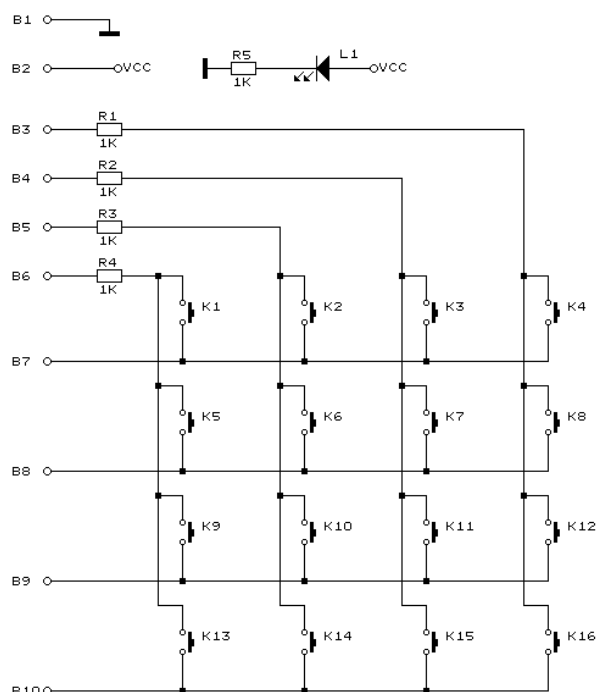 B1
B2 VCC R5 1K L1 VCC
B3 R1 1K
B4 R2 1K
B5 R3 1K
B6 R4 1K
K1 K2 K3 K4
B7
K5 K6 K7 K8
B8
K9 K10 K11 K12
B9
K13 K14 K15 K16
B10